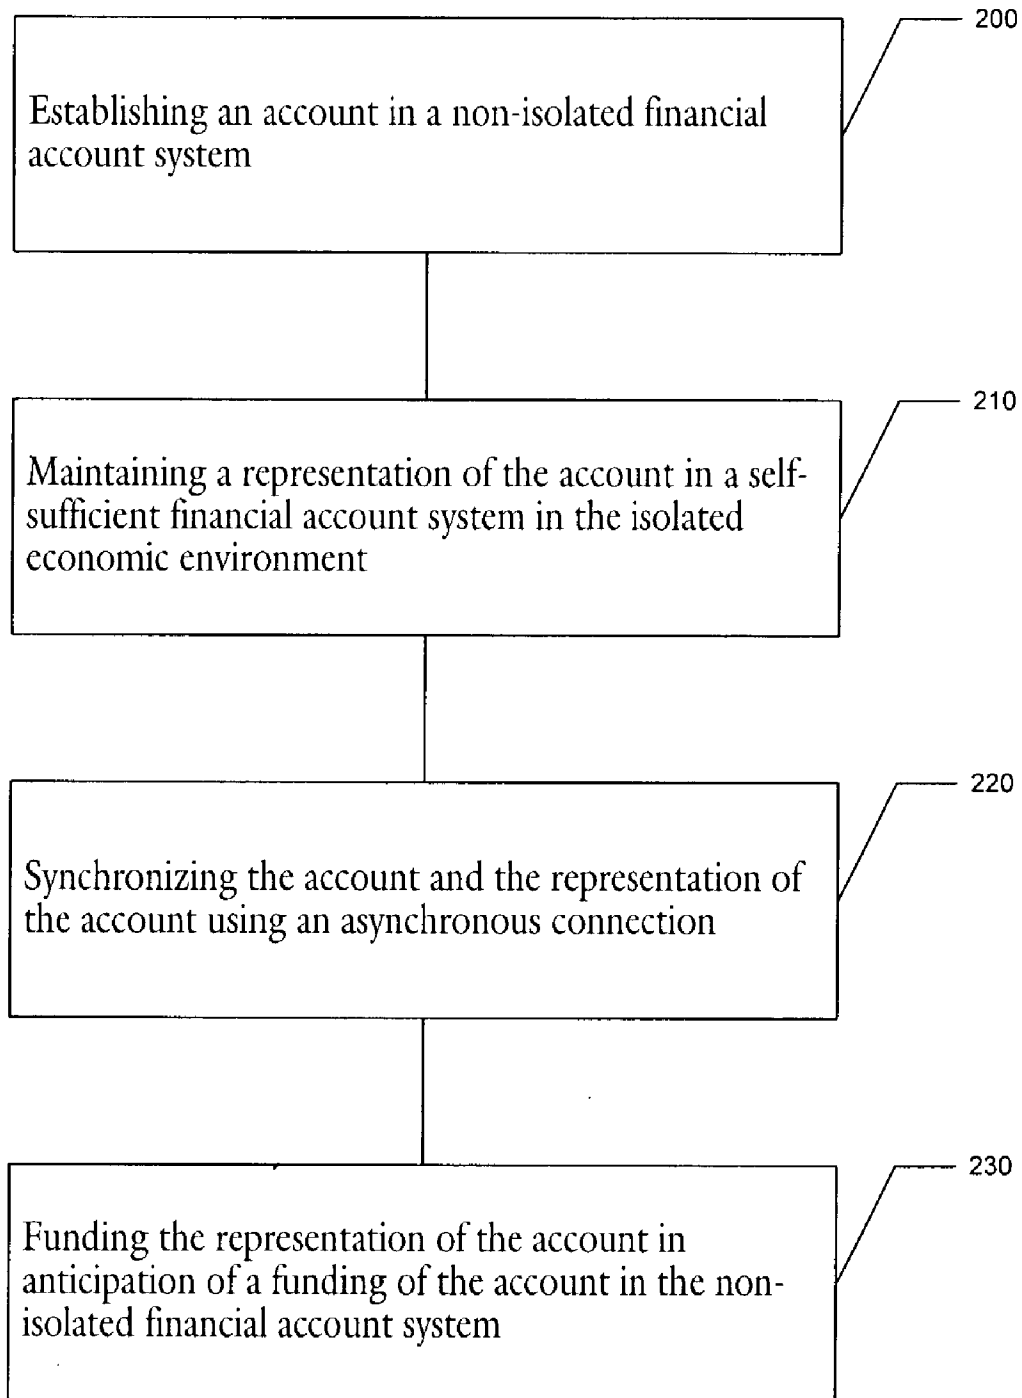 200
Establishing an account in a non-isolated financial
account system
210
Maintaining a representation of the account in a self-
sufficient financial account system in the isolated
economic environment
220
Synchronizing the account and the representation of
the account using an asynchronous connection
230
Funding the representation of the account in
anticipation of a funding of the account in the non-
isolated financial account system